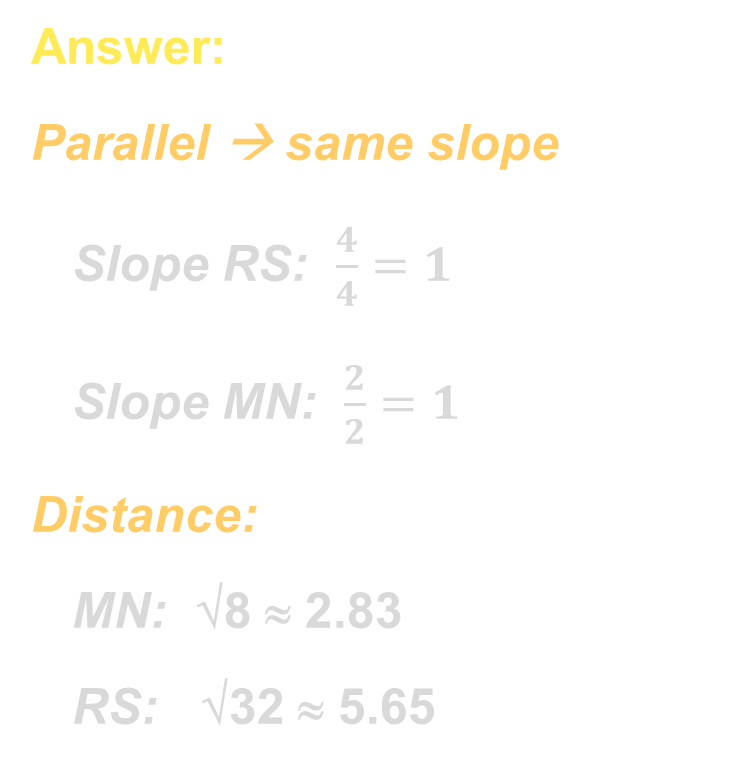 Answer:
Parallel → same slope
Slope RS: 4/4 = 1
Slope MN: 2/2 = 1
Distance:
MN: √8 ≈ 2.83
RS: √32 ≈ 5.65